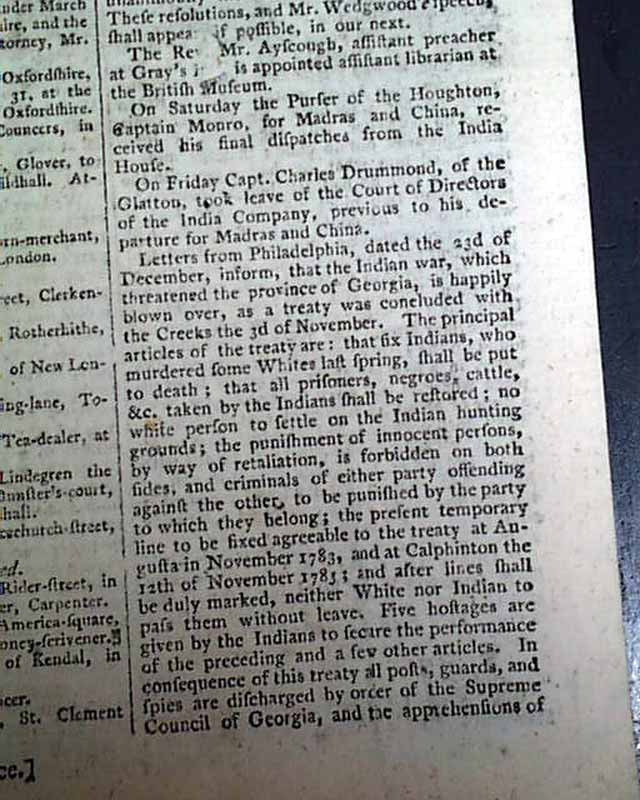 nder March
ire, and the
torney, Mr.
Oxfordſhire,
31, at the
Oxfordſhire.
Councers, in
, Glover, to
ildhall. At-
rn-merchant,
London.
reet, Clerken-
, Rotherhithe,
of New Lon-
ing-lane, To-
Tea-dealer, at
Lindegren the
Dunſter's-court,
hall.
cechurch-ſtreet,
ed.
Rider-ſtreet, in
er, Carpenter.
America-ſquare,
oney-ſcrivener.
of Kendal, in
ocer.
, St. Clement
ce.]
Theſe reſolutions, and Mr. Wedgwood's ſpeech,
ſhall appea if poſſible, in our next.
The Re Mr. Ayſcough, aſſiſtant preacher
at Gray's is appointed aſſiſtant librarian at
the Britiſh Muſeum.
On Saturday the Purſer of the Houghton,
Captain Monro, for Madras and China, re-
ceived his final diſpatches from the India
Houſe.
On Friday Capt. Charles Drummond, of the
Glatton, took leave of the Court of Directors
of the India Company, previous to his de-
parture for Madras and China.
Letters from Philadelphia, dated the 23d of
December, inform, that the Indian war, which
threatened the province of Georgia, is happily
blown over, as a treaty was concluded with
the Creeks the 3d of November. The principal
articles of the treaty are: that ſix Indians, who
murdered ſome Whites laſt ſpring, ſhall be put
to death; that all priſoners, negroes, cattle,
&c. taken by the Indians ſhall be reſtored; no
white perſon to ſettle on the Indian hunting
grounds; the puniſhment of innocent perſons,
by way of retaliation, is forbidden on both
ſides, and criminals of either party offending
againſt the other, to be puniſhed by the party
to which they belong; the preſent temporary
line to be fixed agreeable to the treaty at Au-
guſta in November 1783, and at Calphinton the
12th of November 1785; and after lines ſhall
be duly marked, neither White nor Indian to
paſs them without leave. Five hoſtages are
given by the Indians to ſecure the performance
of the preceding and a few other articles. In
conſequence of this treaty all poſts, guards, and
ſpies are diſcharged by order of the Supreme
Council of Georgia, and the apprehenſions of